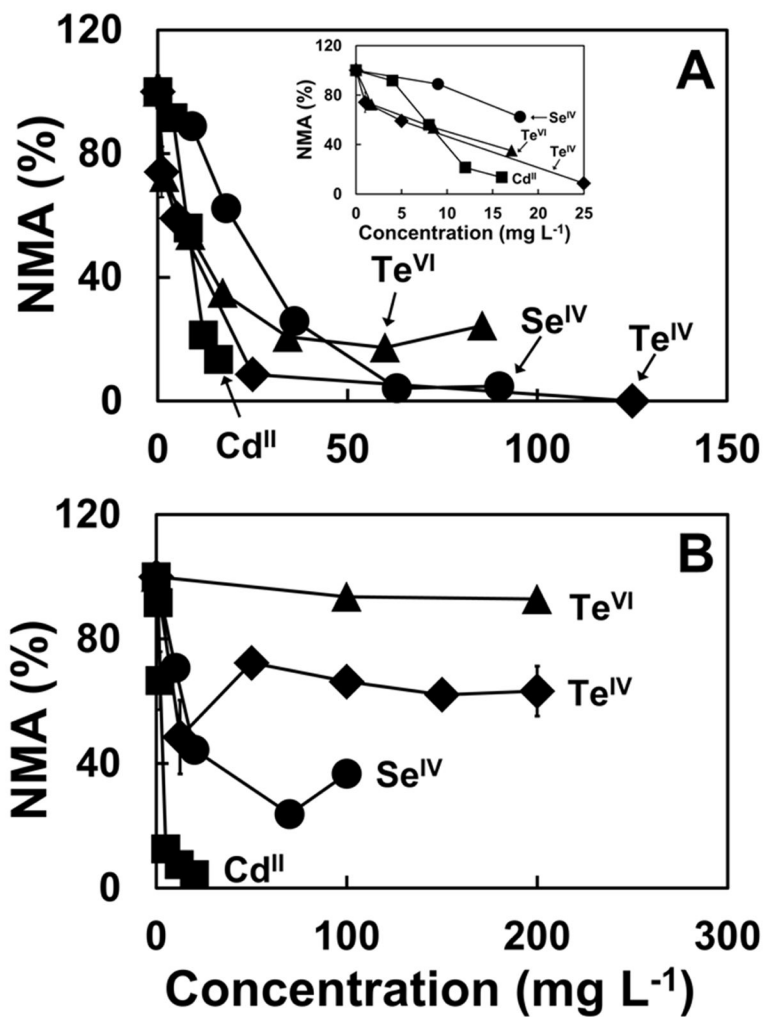 120
80
40
0
NMA (%)
A
120
80
40
0
NMA (%)
Se^IV
Te^VI
Te^IV
Cd^II
0 5 10 15 20 25
Concentration (mg L^-1)
Te^VI
Se^IV
Te^IV
Cd^II
0 50 100 150
120
80
40
0
NMA (%)
B
Te^VI
Te^IV
Se^IV
Cd^II
0 100 200 300
Concentration (mg L^-1)